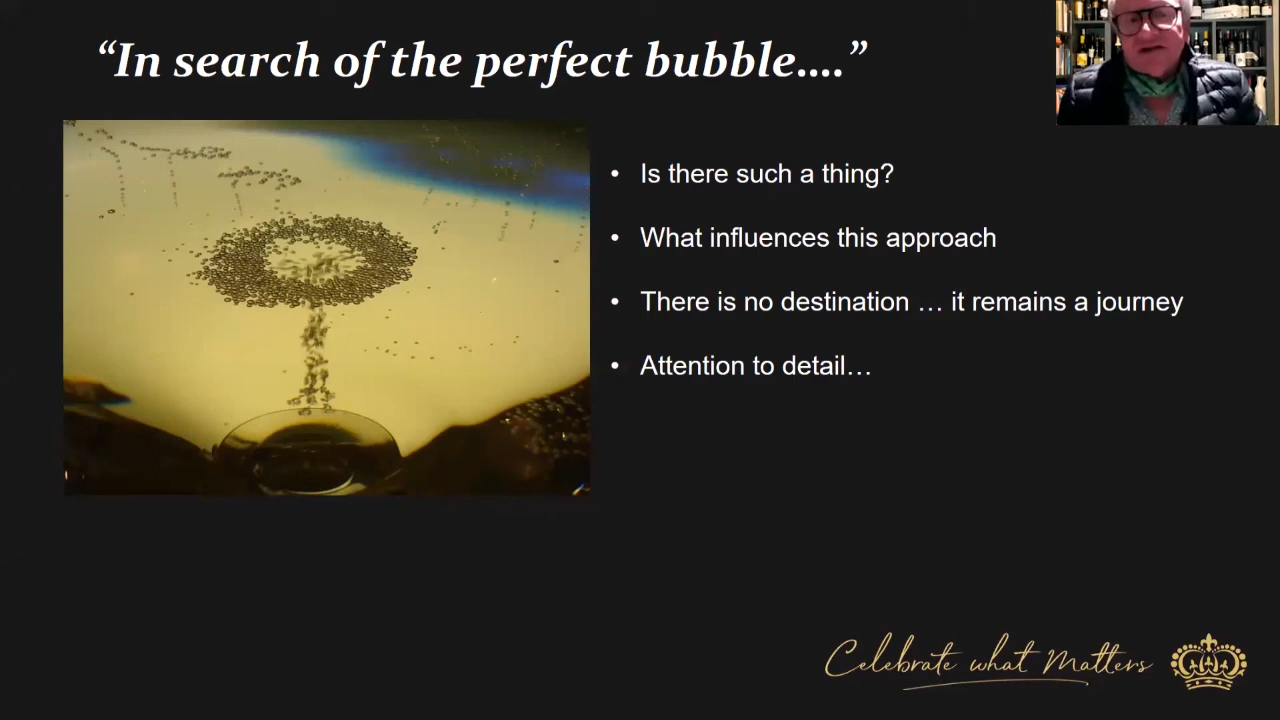 “In search of the perfect bubble....”
• Is there such a thing?
• What influences this approach
• There is no destination … it remains a journey
• Attention to detail…
Celebrate what Matters